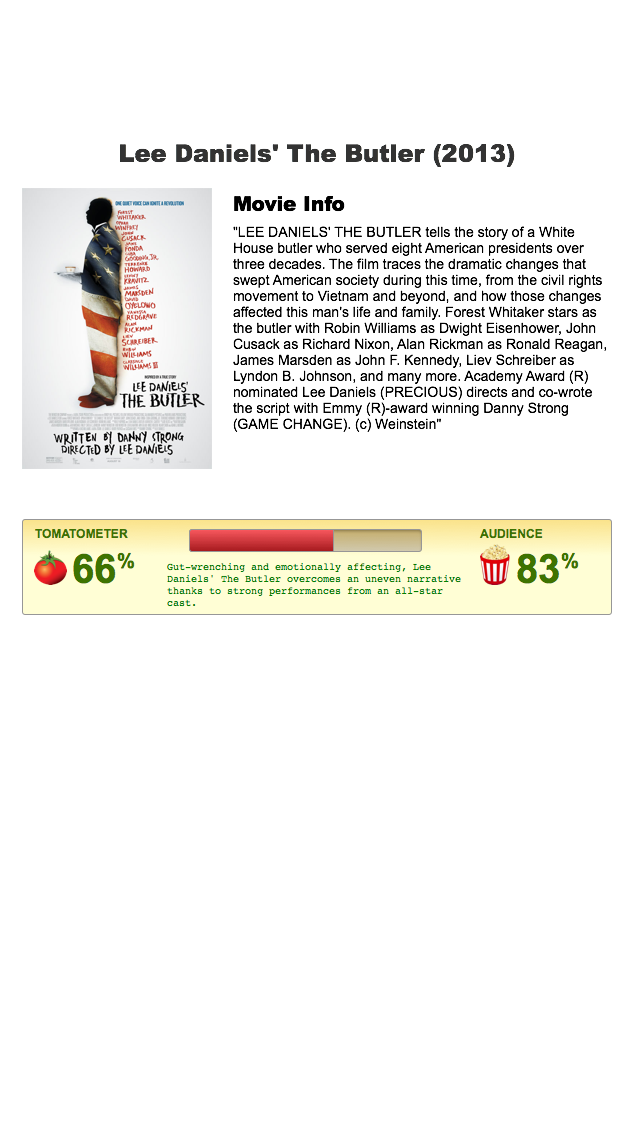 Lee Daniels' The Butler (2013)
ONE QUIET VOICE CAN IGNITE A REVOLUTION
FOREST
WHITAKER
OPRAH
WINFREY
JOHN
CUSACK
JANE
FONDA
CUBA
GOODING, JR.
TERRENCE
HOWARD
LENNY
KRAVITZ
JAMES
MARSDEN
DAVID
OYELOWO
VANESSA
REDGRAVE
ALAN
RICKMAN
LIEV
SCHREIBER
ROBIN
WILLIAMS
CLARENCE
WILLIAMS III
INSPIRED BY A TRUE STORY
LEE DANIELS'
THE BUTLER
WRITTEN BY DANNY STRONG
DIRECTED BY LEE DANIELS
Movie Info
"LEE DANIELS' THE BUTLER tells the story of a White
House butler who served eight American presidents over
three decades. The film traces the dramatic changes that
swept American society during this time, from the civil rights
movement to Vietnam and beyond, and how those changes
affected this man's life and family. Forest Whitaker stars as
the butler with Robin Williams as Dwight Eisenhower, John
Cusack as Richard Nixon, Alan Rickman as Ronald Reagan,
James Marsden as John F. Kennedy, Liev Schreiber as
Lyndon B. Johnson, and many more. Academy Award (R)
nominated Lee Daniels (PRECIOUS) directs and co-wrote
the script with Emmy (R)-award winning Danny Strong
(GAME CHANGE). (c) Weinstein"
TOMATOMETER
66%
Gut-wrenching and emotionally affecting, Lee
Daniels' The Butler overcomes an uneven narrative
thanks to strong performances from an all-star
cast.
AUDIENCE
83%